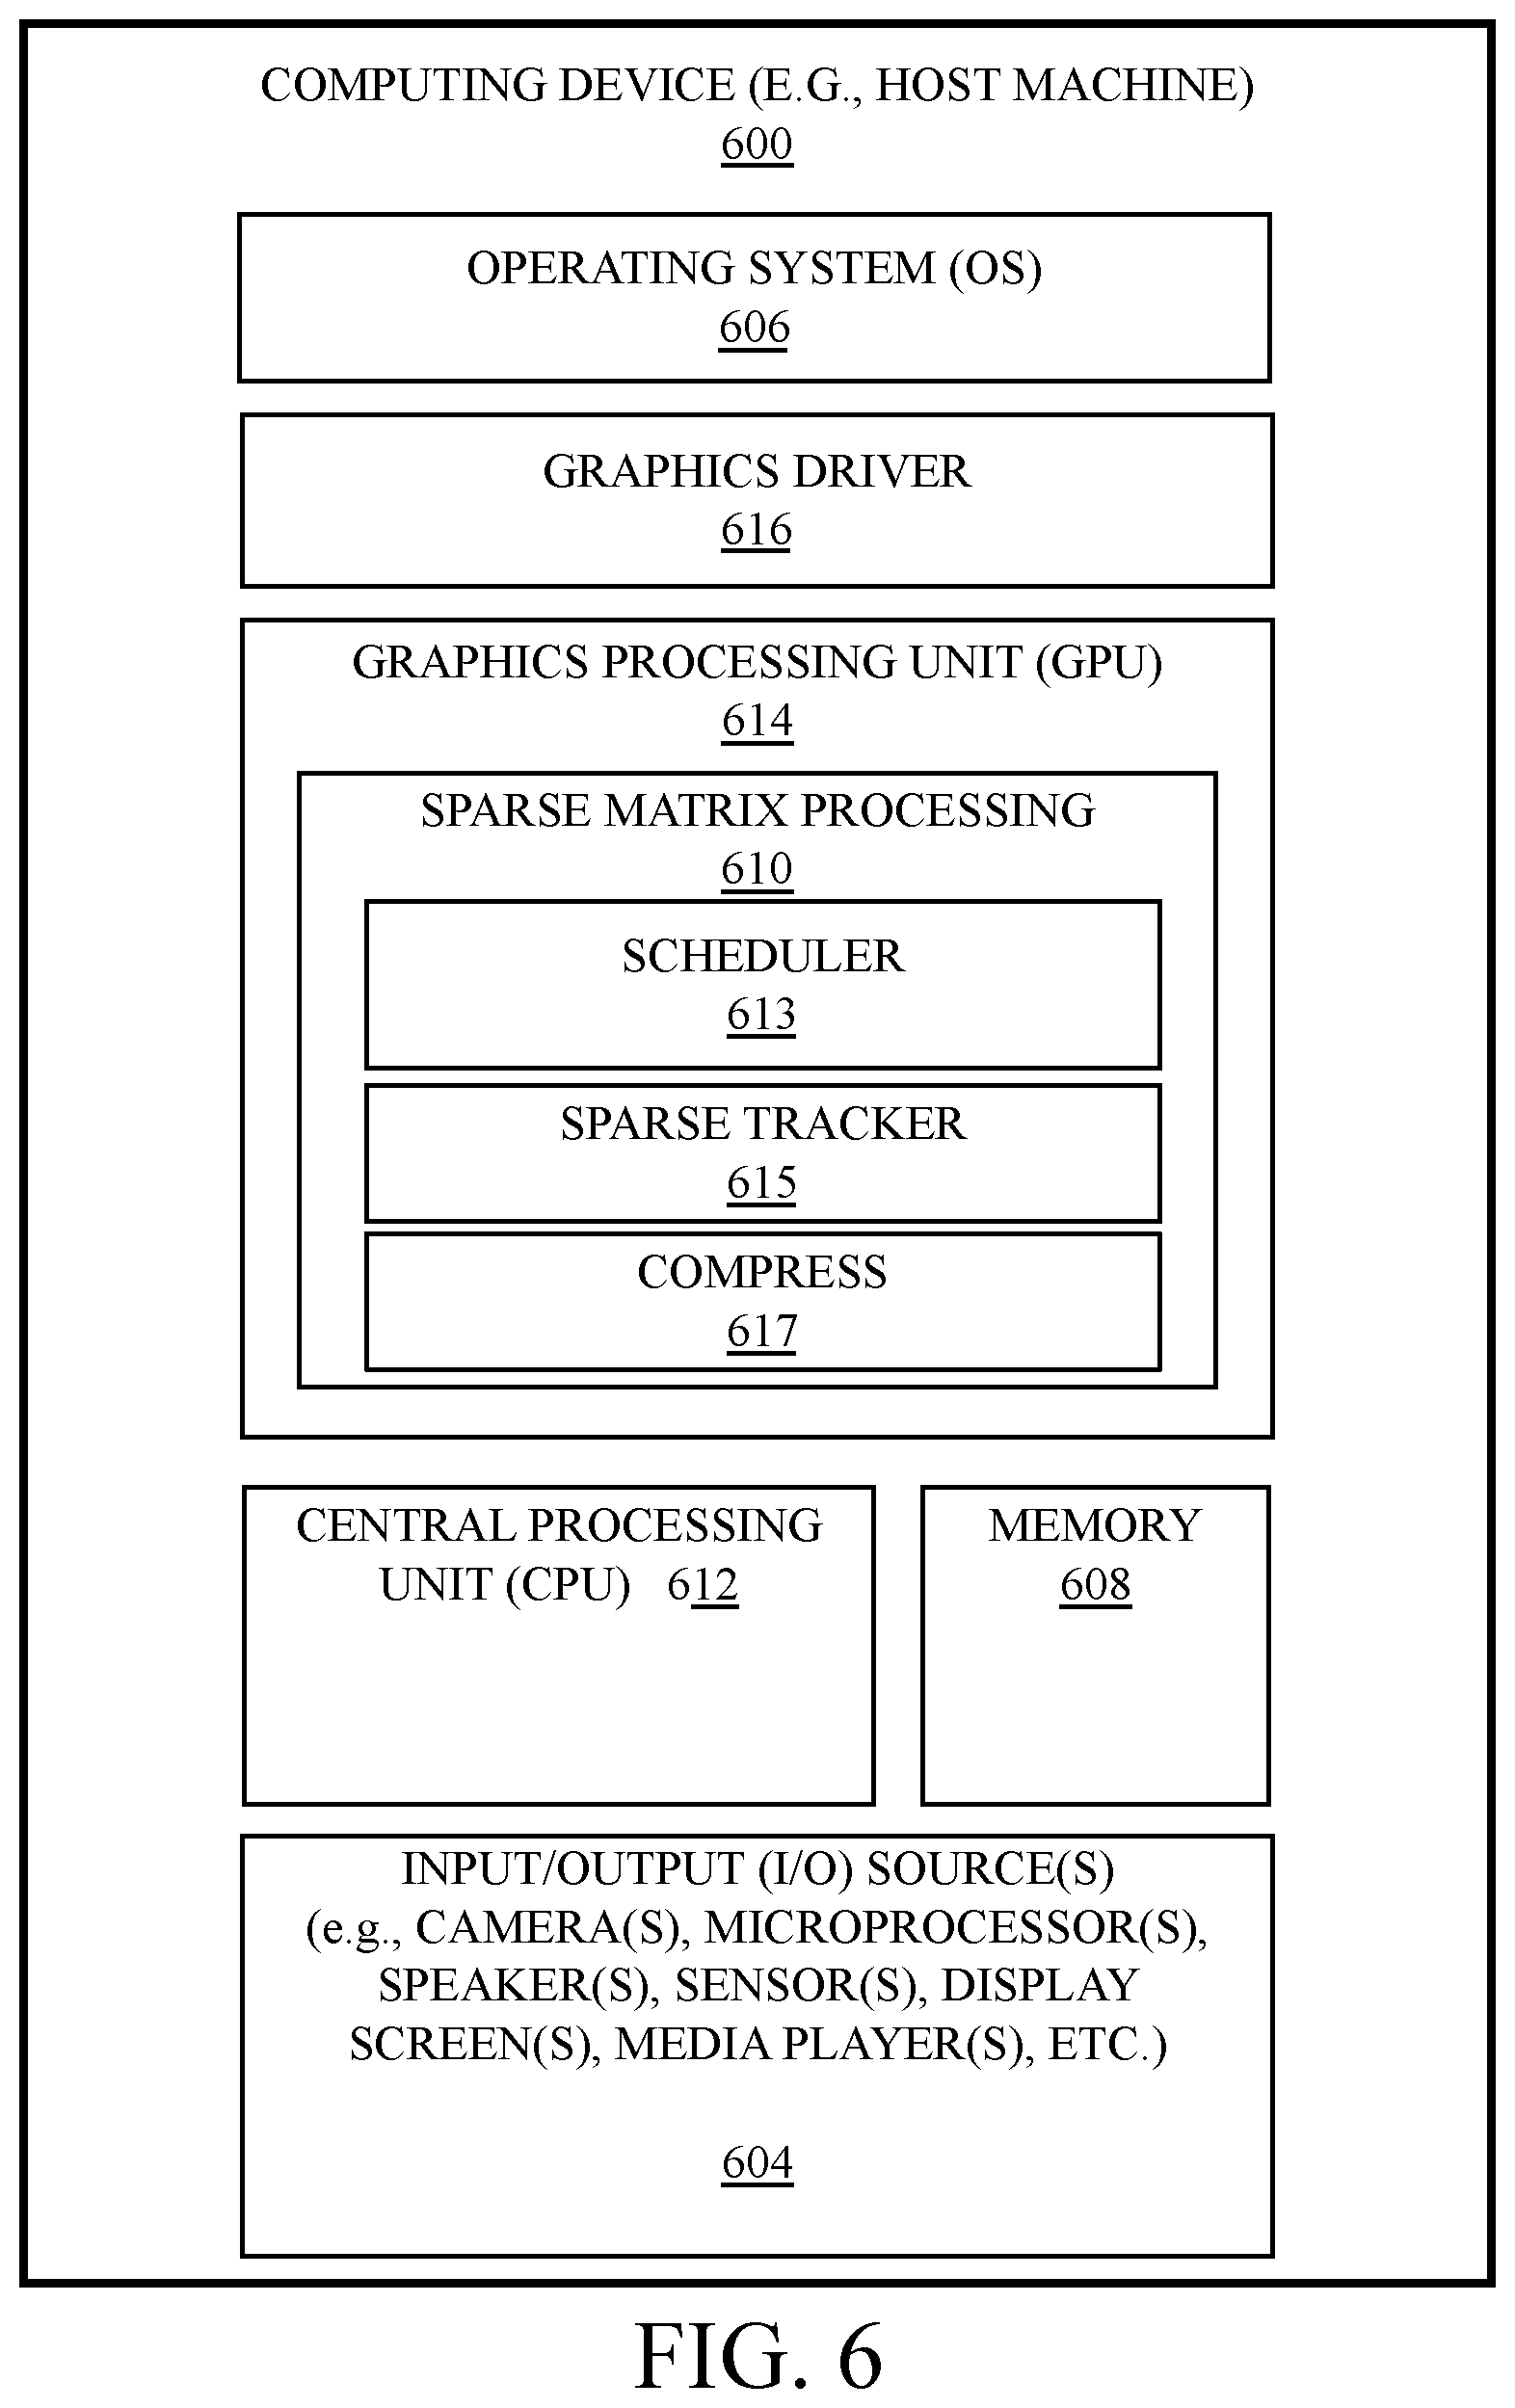 COMPUTING DEVICE (E.G., HOST MACHINE)
600
OPERATING SYSTEM (OS)
606
GRAPHICS DRIVER
616
GRAPHICS PROCESSING UNIT (GPU)
614
SPARSE MATRIX PROCESSING
610
SCHEDULER
613
SPARSE TRACKER
615
COMPRESS
617
CENTRAL PROCESSING
UNIT (CPU) 612
MEMORY
608
INPUT/OUTPUT (I/O) SOURCE(S)
(e.g., CAMERA(S), MICROPROCESSOR(S),
SPEAKER(S), SENSOR(S), DISPLAY
SCREEN(S), MEDIA PLAYER(S), ETC.)
604
FIG. 6